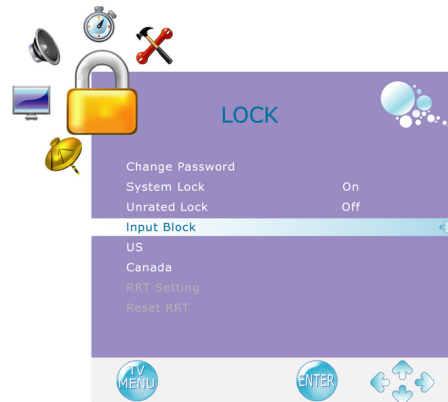 LOCK
Change Password
System Lock On
Unrated Lock Off
Input Block
US
Canada
RRT Setting
Reset RRT
TV
MENU
ENTER